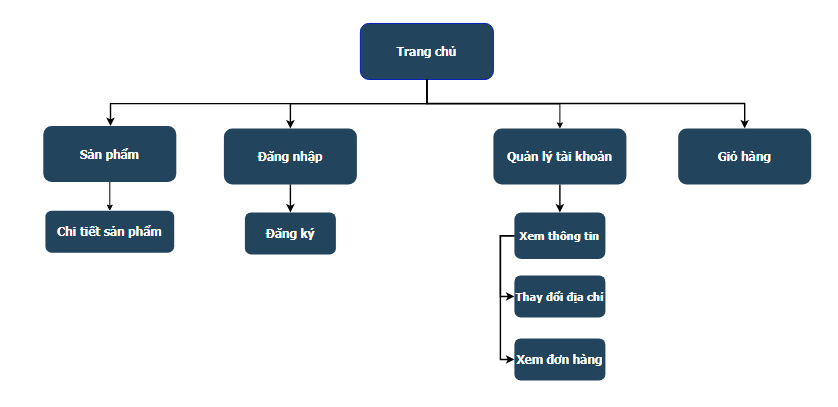 Trang chủ
Sản phẩm
Đăng nhập
Quản lý tài khoản
Giỏ hàng
Chi tiết sản phẩm
Đăng ký
Xem thông tin
Thay đổi địa chỉ
Xem đơn hàng